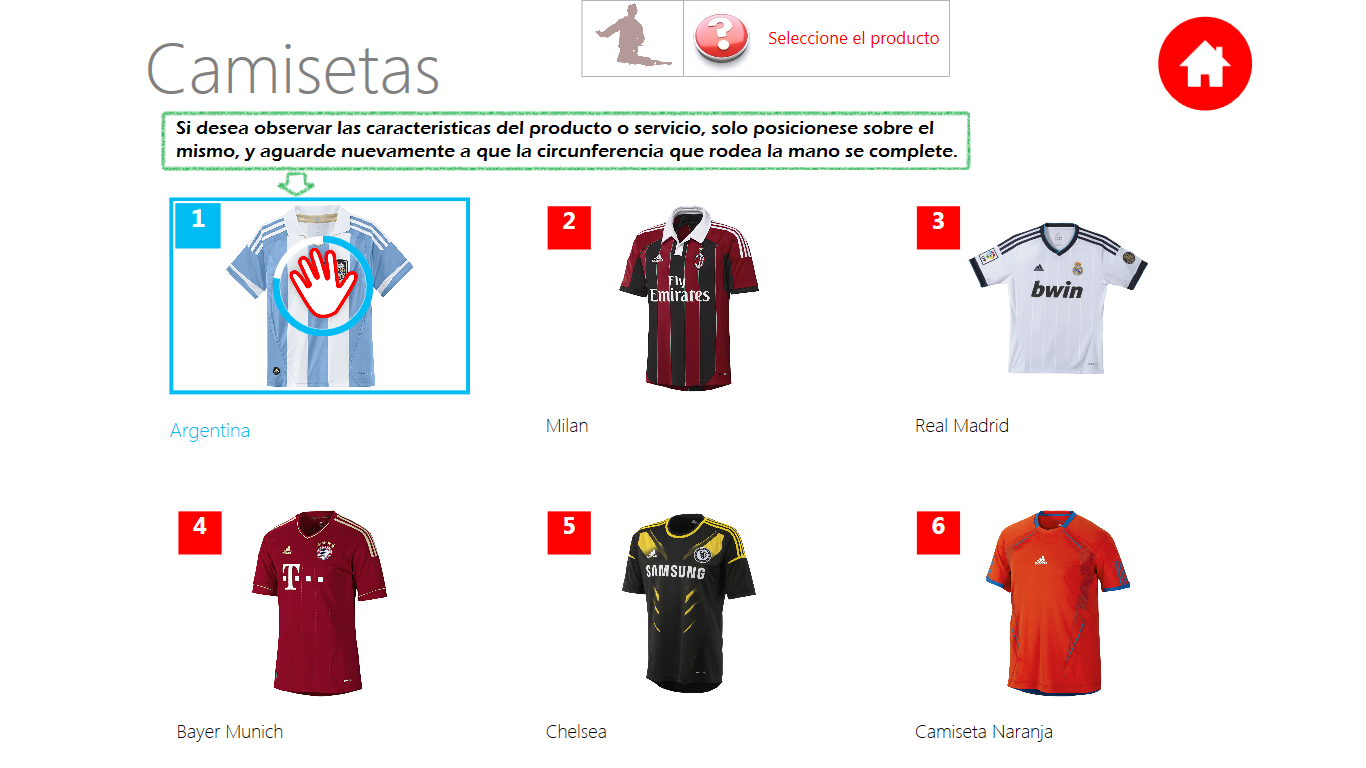 Seleccione el producto
Camisetas
Si desea observar las caracteristicas del producto o servicio, solo posicionese sobre el
mismo, y aguarde nuevamente a que la circunferencia que rodea la mano se complete.
1
2
3
Fly
Emirates
bwin
Argentina
Milan
Real Madrid
4
5
6
T
SAMSUNG
Bayer Munich
Chelsea
Camiseta Naranja